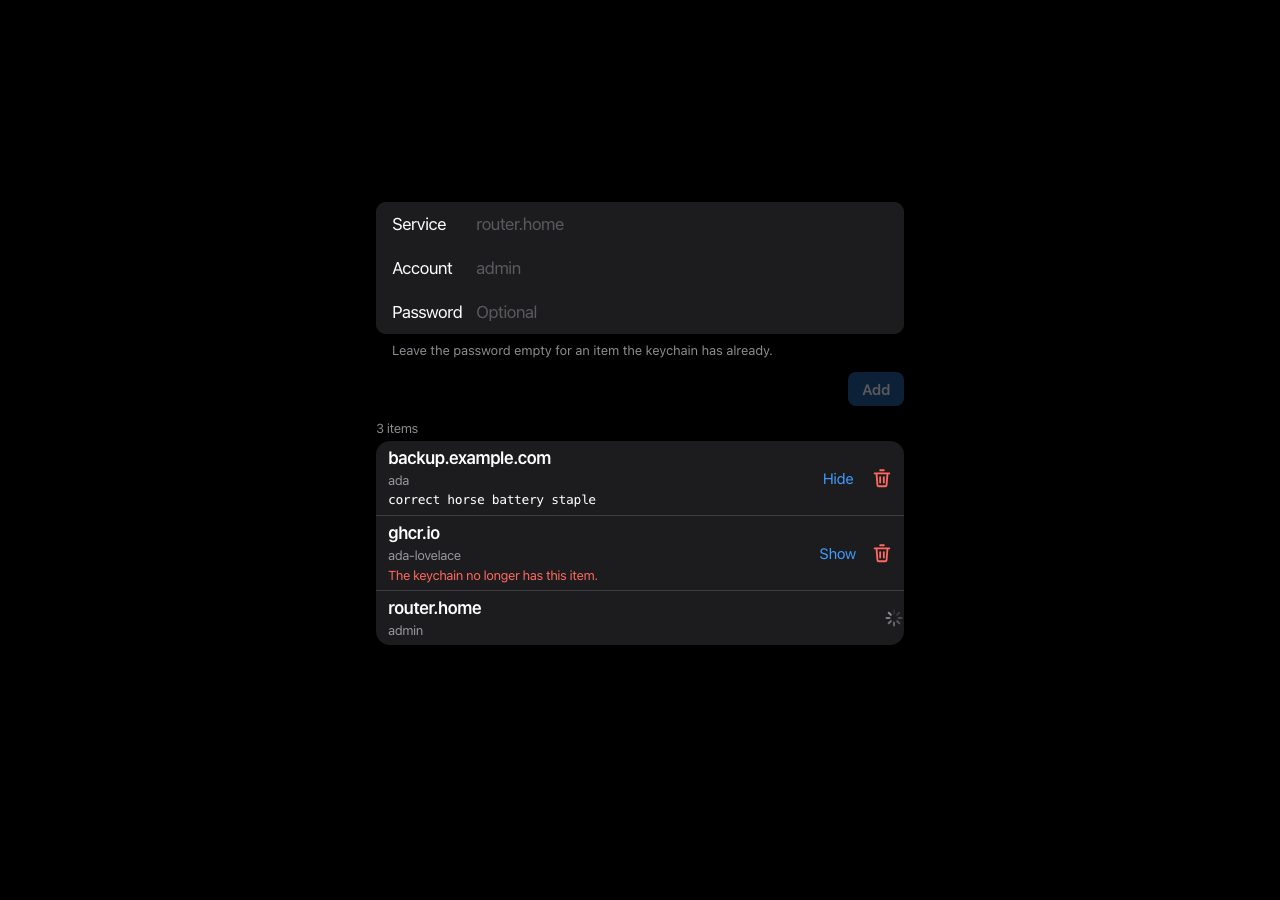 Service router.home
Account admin
Password Optional
Leave the password empty for an item the keychain has already.
Add
3 items
backup.example.com
ada
correct horse battery staple
Hide
ghcr.io
ada-lovelace
The keychain no longer has this item.
Show
router.home
admin